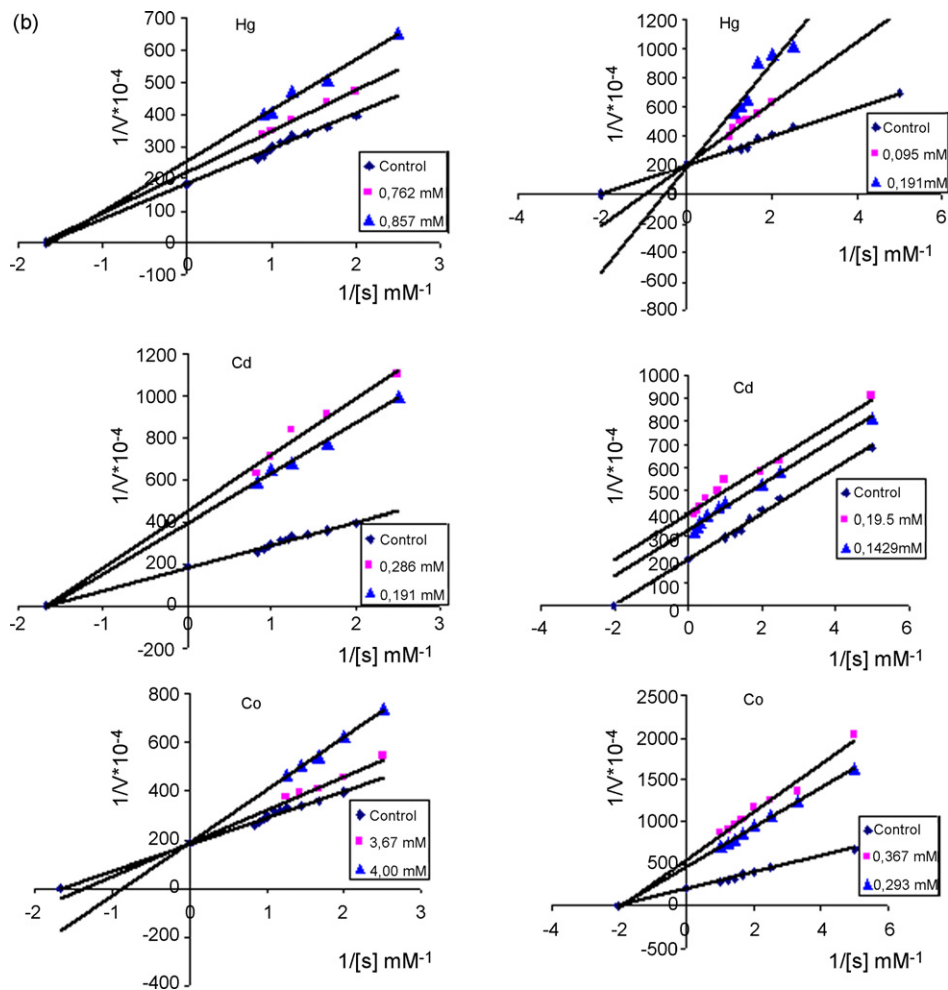 (b)
Hg
1/V*10-4
700
600
500
400
300
200
100
0
-100
-2 -1 0 1 2 3
1/[s] mM-1
Control
0,762 mM
0,857 mM
Hg
1/V*10-4
1200
1000
800
600
400
200
0
-200
-400
-600
-800
-4 -2 0 2 4 6
1/[s] mM-1
Control
0,095 mM
0,191mM
Cd
1/V*10-4
1200
1000
800
600
400
200
0
-200
-2 -1 0 1 2 3
1/[s] mM-1
Control
0,286 mM
0,191 mM
Cd
1/V*10-4
1000
900
800
700
600
500
400
300
200
100
0
-4 -2 0 2 4 6
1/[s] mM-1
Control
0,19.5 mM
0,1429mM
Co
1/V*10-4
800
600
400
200
0
-200
-400
-2 -1 0 1 2 3
1/[s] mM-1
Control
3,67 mM
4,00 mM
Co
1/V*10-4
2500
2000
1500
1000
500
0
-500
-4 -2 0 2 4 6
1/[s] mM-1
Control
0,367 mM
0,293 mM